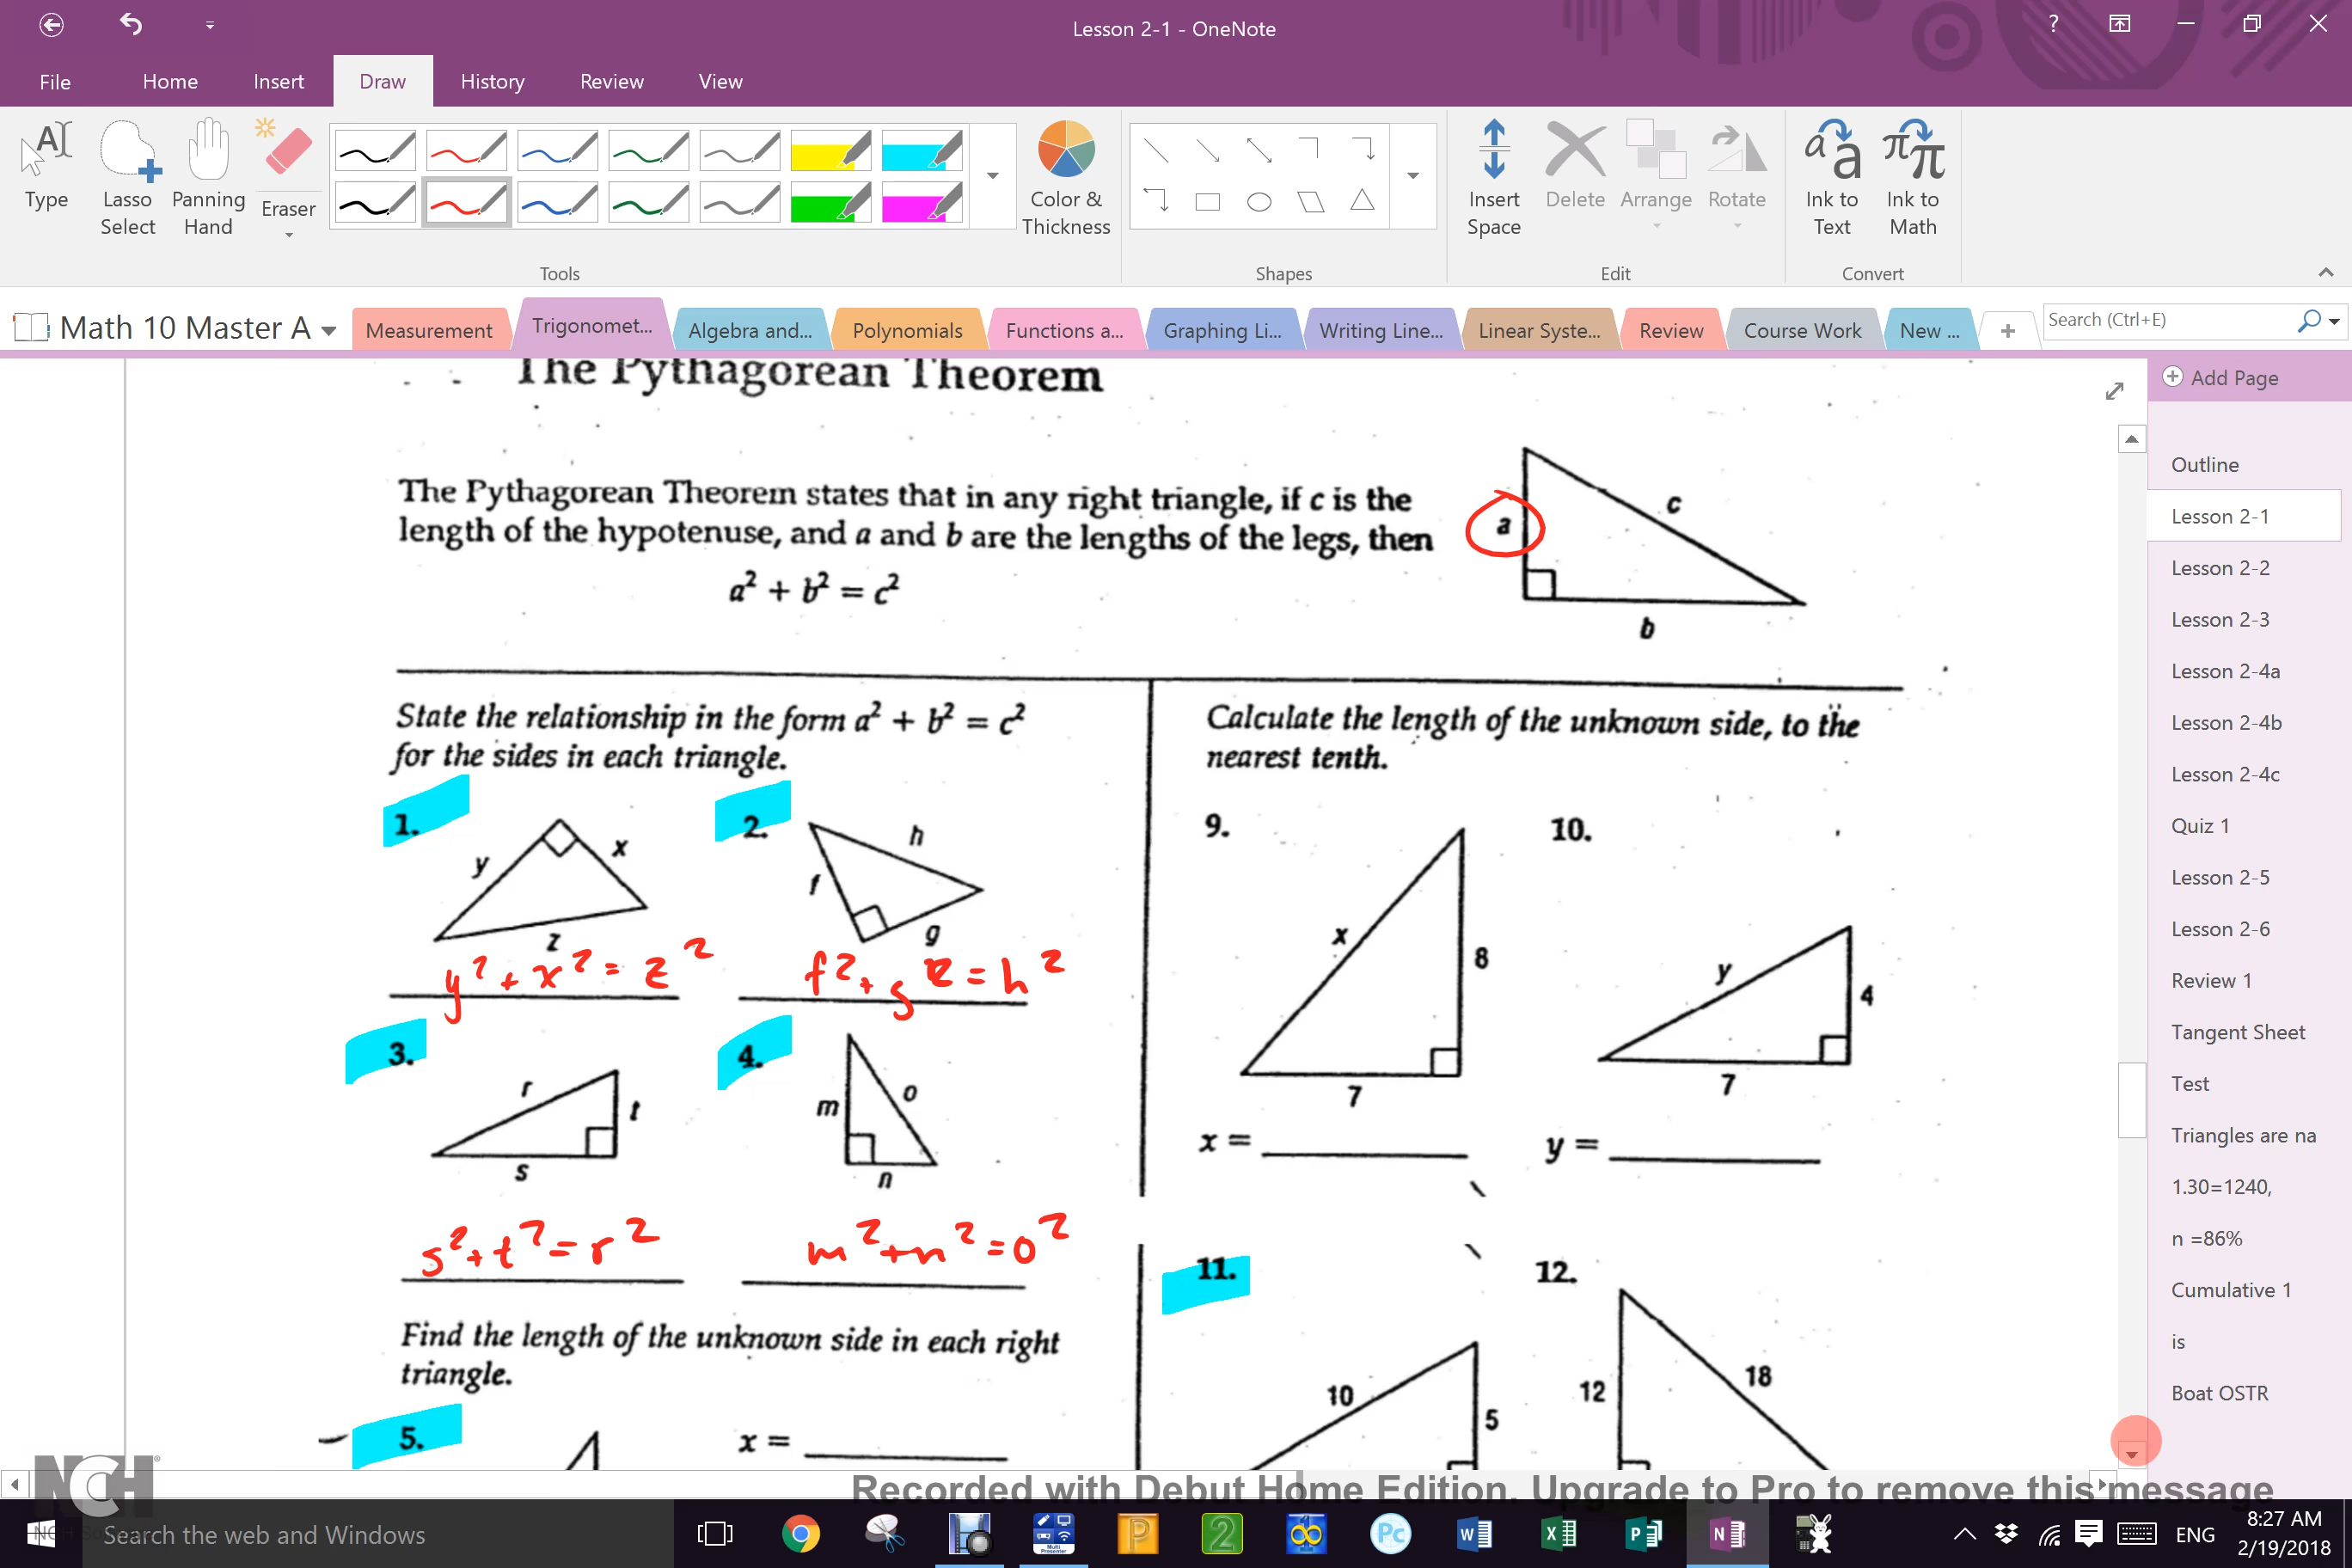 Lesson 2-1 - OneNote
?
File Home Insert Draw History Review View
Type
Lasso Select
Panning Hand
Eraser
Color & Thickness
Insert Space
Delete
Arrange
Rotate
Ink to Text
Ink to Math
Tools Shapes Edit Convert
Math 10 Master A Measurement Trigonomet... Algebra and... Polynomials Functions a... Graphing Li... Writing Line... Linear Syste... Review Course Work New ... + Search (Ctrl+E)
Add Page
Outline
Lesson 2-1
Lesson 2-2
Lesson 2-3
Lesson 2-4a
Lesson 2-4b
Lesson 2-4c
Quiz 1
Lesson 2-5
Lesson 2-6
Review 1
Tangent Sheet
Test
Triangles are na
1.30=1240,
n =86%
Cumulative 1
is
Boat OSTR
The Pythagorean Theorem
The Pythagorean Theorem states that in any right triangle, if c is the
length of the hypotenuse, and a and b are the lengths of the legs, then
a² + b² = c²
a
c
b
State the relationship in the form a² + b² = c²
for the sides in each triangle.
1.
y
x
z
y² + x² = z²
2.
h
f
g
f² + g² = h²
3.
r
t
s
s² + t² = r²
4.
m
o
n
m² + n² = o²
Find the length of the unknown side in each right
triangle.
5.
x =
Calculate the length of the unknown side, to the
nearest tenth.
9.
x
8
7
x =
10.
y
4
7
y =
11.
10
5
12.
12
18
NCH
Recorded with Debut Home Edition. Upgrade to Pro to remove this message
Search the web and Windows
ENG
8:27 AM
2/19/2018